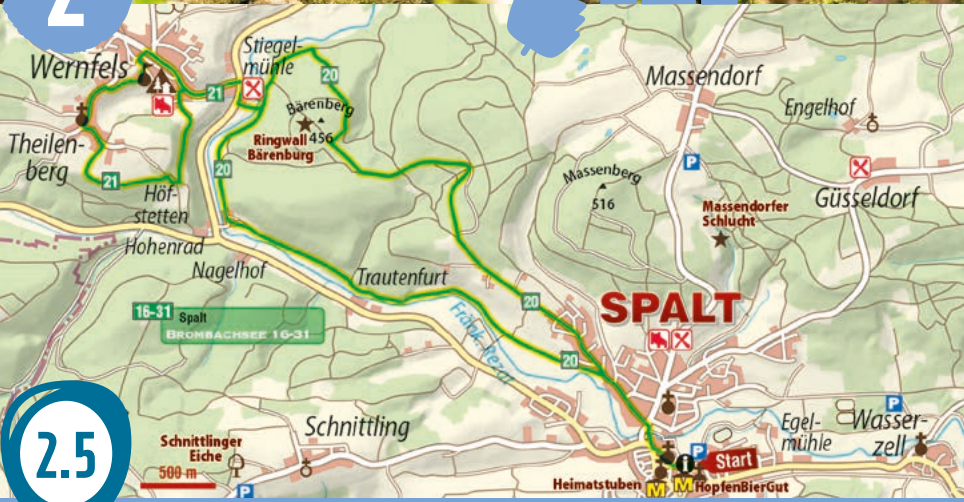 2
Wernfels
Stiegel-
mühle
20
Massendorf
21
Bärenberg
456
Ringwall
Bärenburg
Engelhof
Theilen-
berg
P
20
Massenberg
516
21
Höf-
stetten
Güsseldorf
Massendorfer
Schlucht
Hohenrad
Nagelhof
Trautenfurt
20
SPALT
16-31
Spalt
BROMBACHSEE 16-31
Fränk. Rezat
20
2.5
Schnittling
Egel-
mühle
Wasser-
zell
P
Schnittlinger
Eiche
500 m
P
P
i
Start
Heimatstuben
M
M
HopfenBierGut